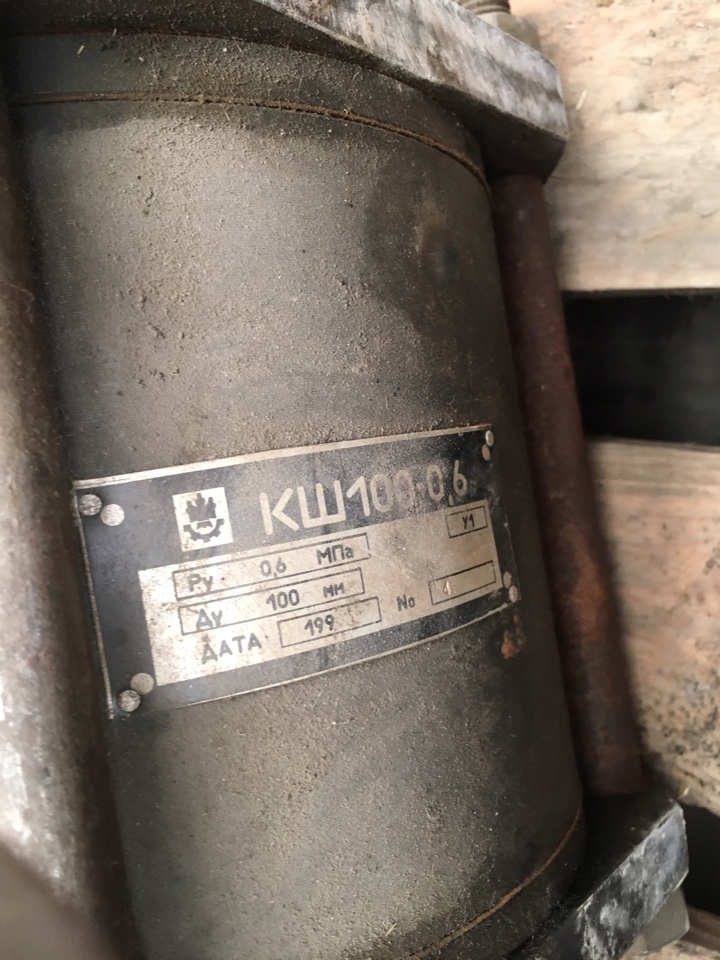 КШ100-0,6
У1
Ру 0,6 МПа
Ду 100 мм
ДАТА 199 No 4